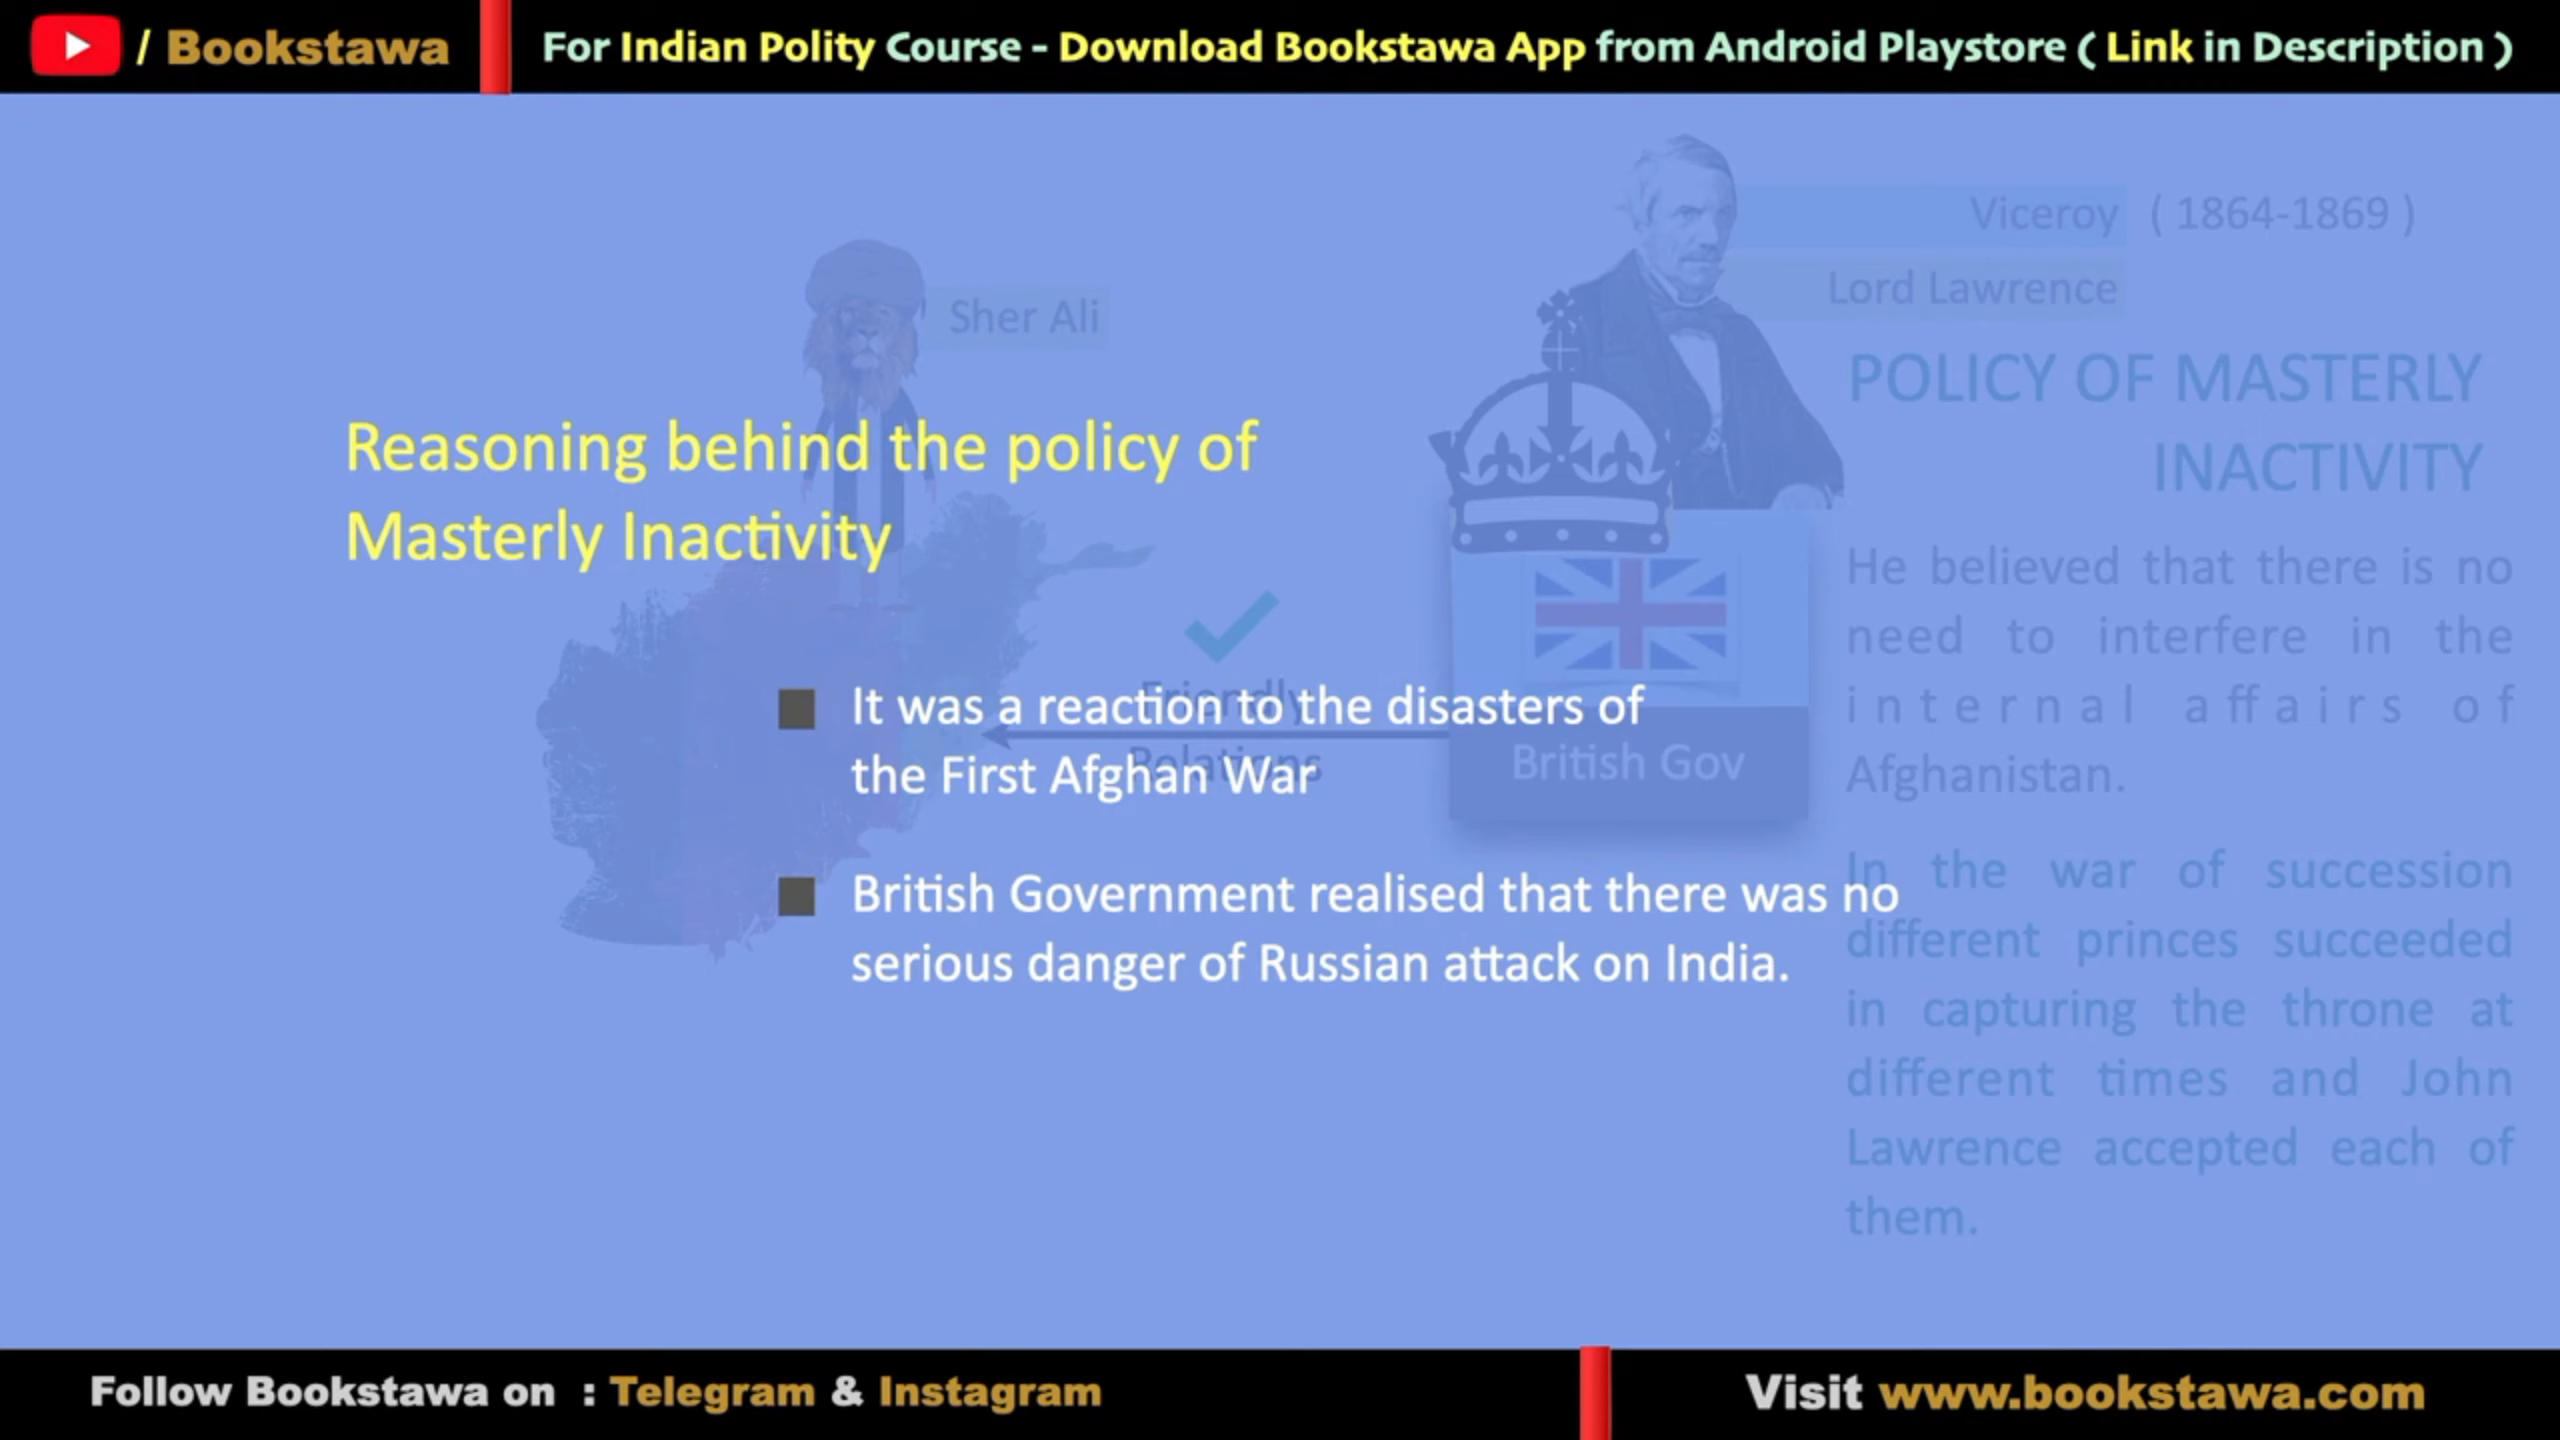 / Bookstawa
For Indian Polity Course - Download Bookstawa App from Android Playstore ( Link in Description )
Viceroy ( 1864-1869 )
Lord Lawrence
Sher Ali
POLICY OF MASTERLY
INACTIVITY
Reasoning behind the policy of
Masterly Inactivity
He believed that there is no
need to interfere in the
internal affairs of
Afghanistan.
Friendly
Relations
British Gov
It was a reaction to the disasters of
the First Afghan War
British Government realised that there was no
serious danger of Russian attack on India.
In the war of succession
different princes succeeded
in capturing the throne at
different times and John
Lawrence accepted each of
them.
Follow Bookstawa on : Telegram & Instagram
Visit www.bookstawa.com